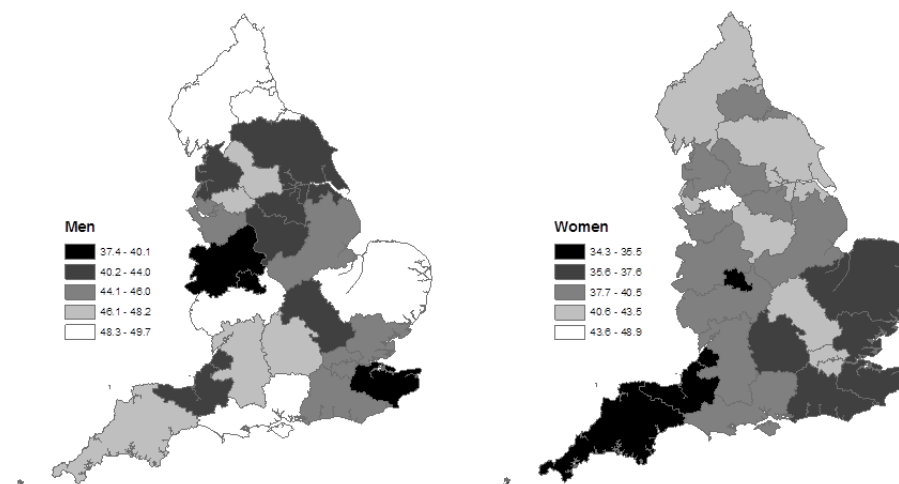 Men
37.4 - 40.1
40.2 - 44.0
44.1 - 46.0
46.1 - 48.2
48.3 - 49.7
Women
34.3 - 35.5
35.6 - 37.6
37.7 - 40.5
40.6 - 43.5
43.6 - 48.9